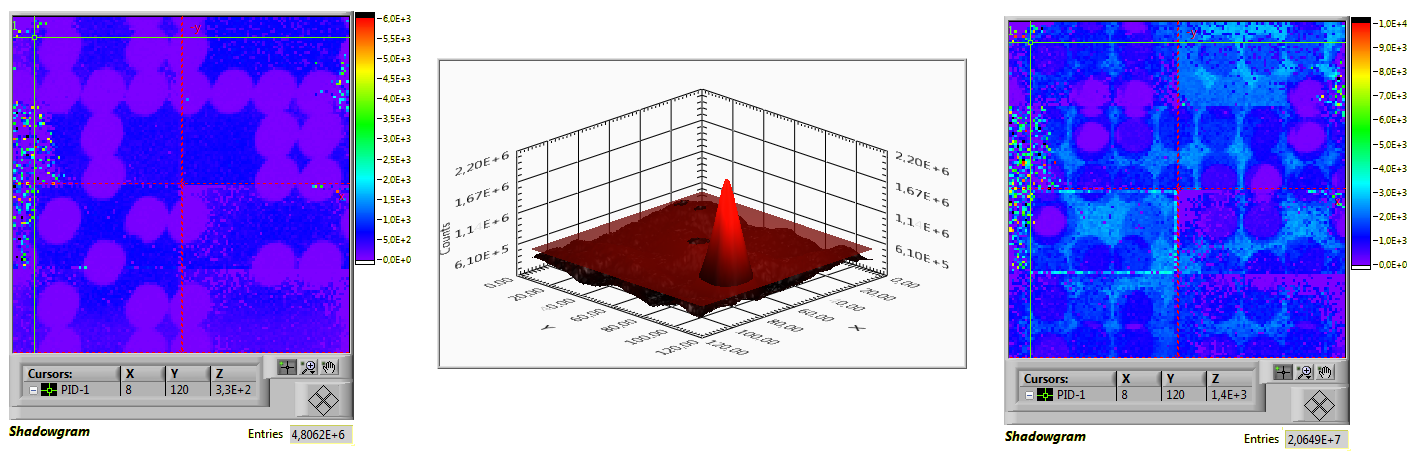 Y
6,0E+3
5,5E+3
5,0E+3
4,5E+3
4,0E+3
3,5E+3
3,0E+3
2,5E+3
2,0E+3
1,5E+3
1,0E+3
5,0E+2
0,0E+0
X
Cursors: X Y Z
PID-1 8 120 3,3E+2
Shadowgram Entries 4,8062E+6
2,20E+6
1,67E+6
1,14E+6
6,10E+5
Counts
2,20E+6
1,67E+6
1,14E+6
6,10E+5
0,00
20,00
40,00
60,00
80,00
100,00
120,00
Y
0,00
20,00
40,00
60,00
80,00
100,00
120,00
X
Y
1,0E+4
9,0E+3
8,0E+3
7,0E+3
6,0E+3
5,0E+3
4,0E+3
3,0E+3
2,0E+3
1,0E+3
0,0E+0
Cursors: X Y Z
PID-1 8 120 1,4E+3
Shadowgram Entries 2,0649E+7